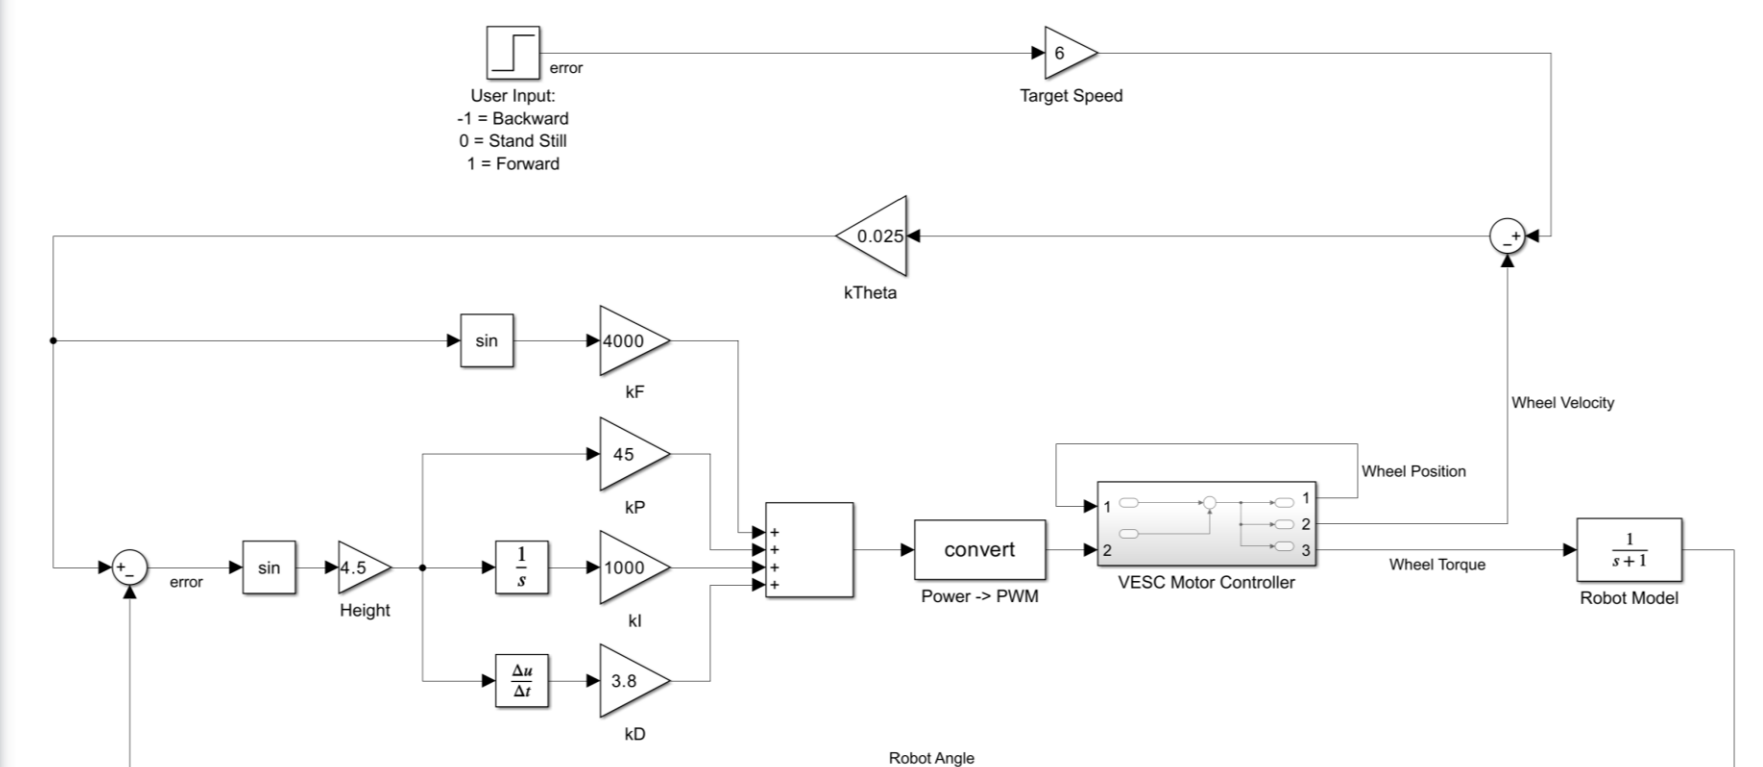 6
error
User Input:
-1 = Backward
0 = Stand Still
1 = Forward
Target Speed
0.025
+
−
kTheta
sin
4000
kF
Wheel Velocity
45
kP
Wheel Position
1
1
2
2
3
+
+
+
+
convert
Power -> PWM
VESC Motor Controller
Wheel Torque
1
s+1
Robot Model
+
−
error
sin
4.5
Height
1
s
1000
kI
Δu
Δt
3.8
kD
Robot Angle